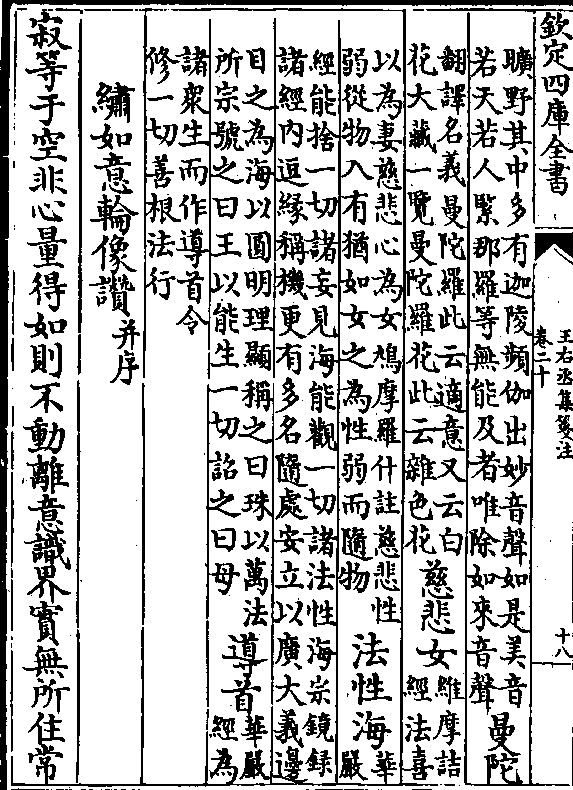 欽定四庫全書
王右丞集箋注
卷二十
十八
曠野其中多有迦陵頻伽出妙音聲如是美音
若天若人緊那羅等無能及者唯除如來音聲
曼陀
翻譯名義曼陀羅此云適意又云白
花大藏一覽曼陀羅花此云雜色花
慈悲女
維摩詰
經法喜
以為妻慈悲心為女鳩摩羅什註慈悲性
弱從物入有猶如女之為性弱而隨物
法性海
華
嚴
經能捨一切諸妄見海能觀一切諸法性海宗鏡錄
諸經内逗縁稱機更有多名隨處安立以廣大義邊
目之為海以圓明理顯稱之曰珠以萬法
所宗號之曰王以能生一切詺之曰母
導首
華嚴
經為
諸衆生而作導首令
修一切善根法行
繡如意輪像讚 并序
寂等于空非心量得如則不動離意識界實無所住常